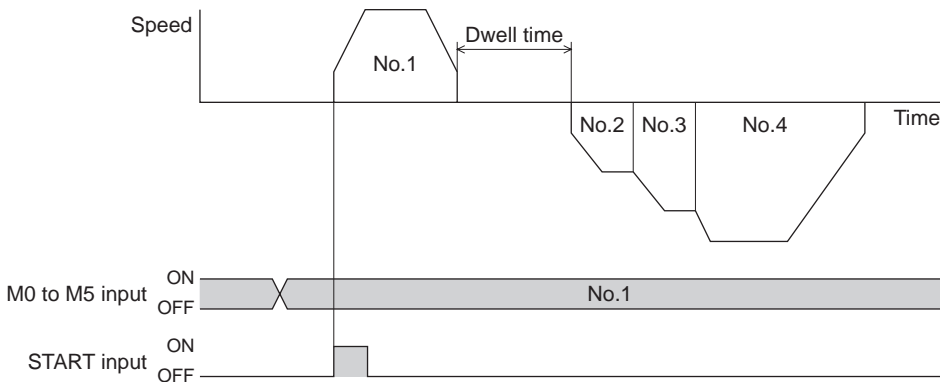 Speed
Dwell time
No.1
Time
No.2
No.3
No.4
M0 to M5 input
ON
OFF
No.1
START input
ON
OFF